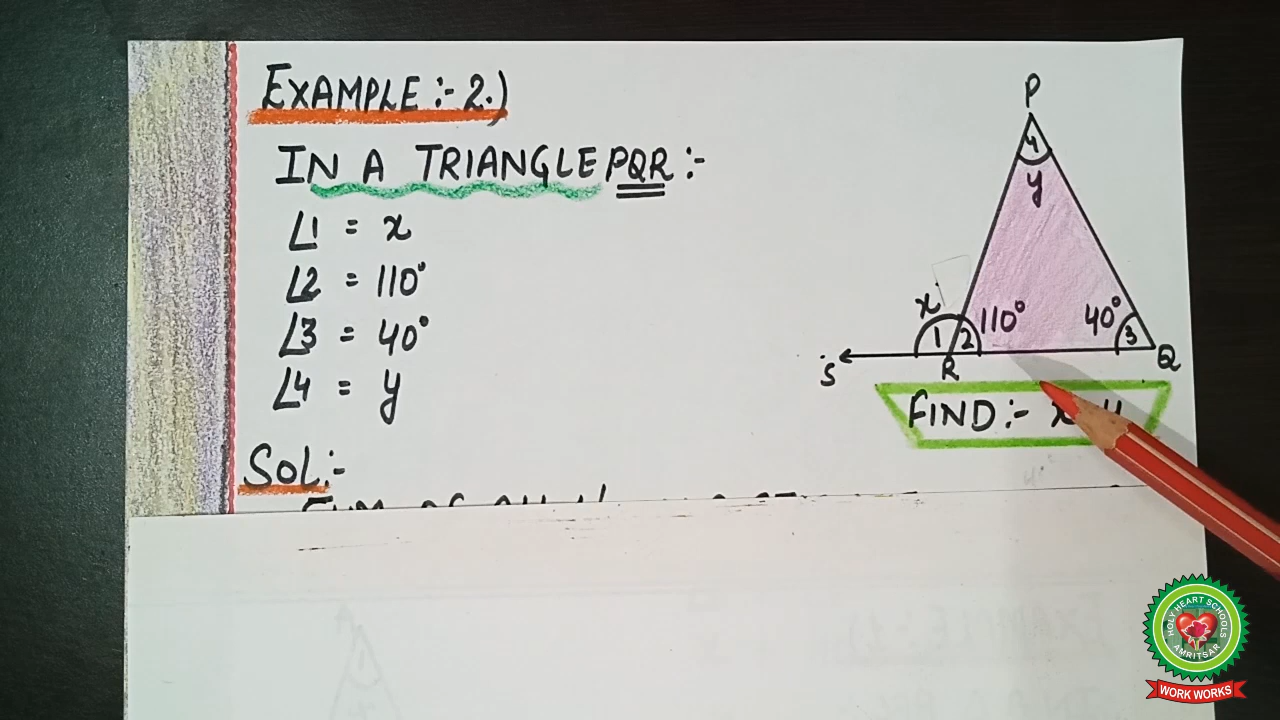 EXAMPLE :- 2.)
IN A TRIANGLE PQR :-
∠1 = x
∠2 = 110°
∠3 = 40°
∠4 = y
SOL :-
P
4
y
x
1
2
110°
40°
3
S
R
Q
FIND :- x
HOLY HEART SCHOOLS
AMRITSAR
WORK WORKS